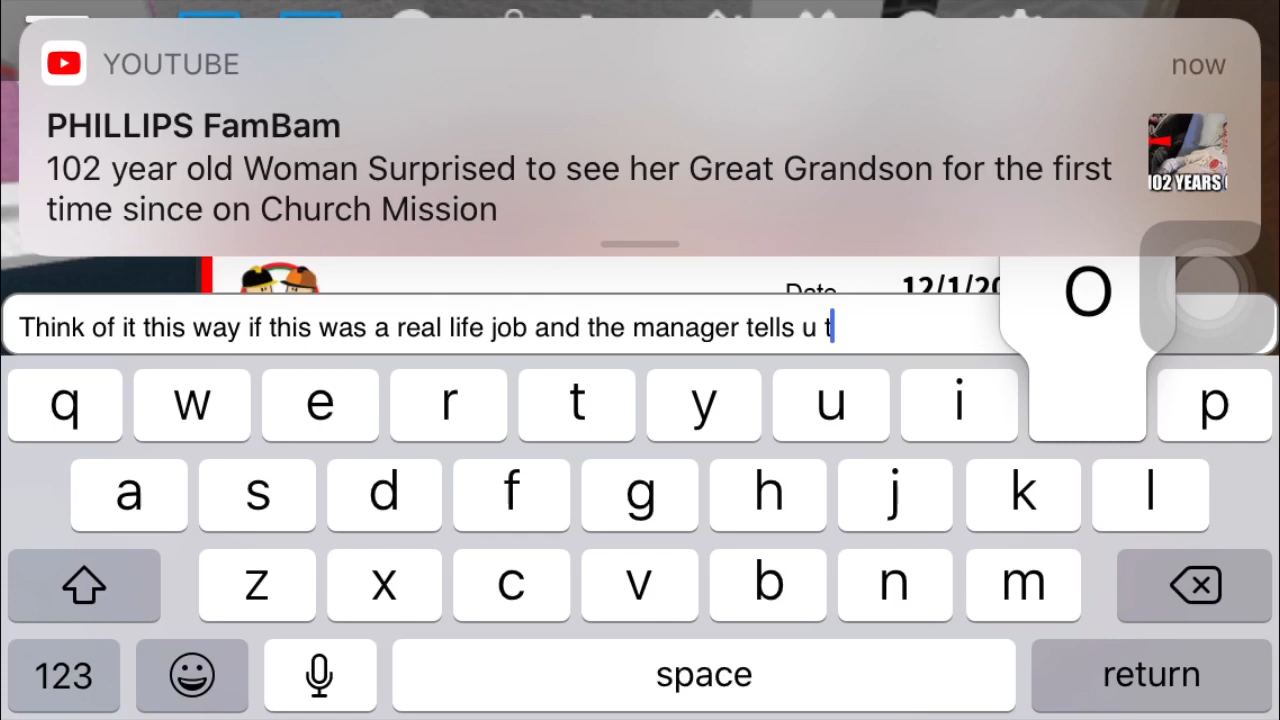 YOUTUBE
now
PHILLIPS FamBam
102 year old Woman Surprised to see her Great Grandson for the first
time since on Church Mission
102 YEARS
Date 12/1/20
Think of it this way if this was a real life job and the manager tells u t
O
q w e r t y u i p
a s d f g h j k l
z x c v b n m
123 space return